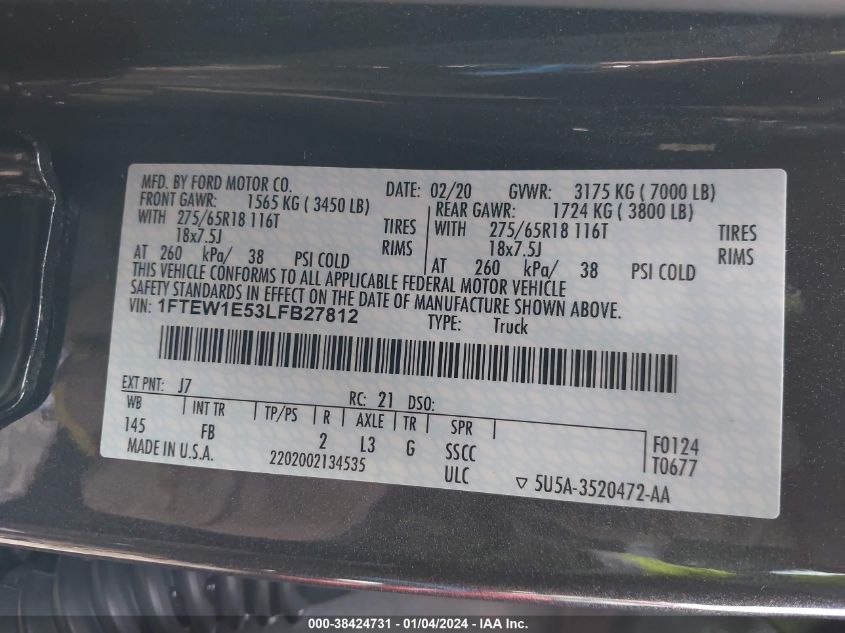 MFD. BY FORD MOTOR CO. DATE: 02/20 GVWR: 3175 KG ( 7000 LB)
FRONT GAWR: 1565 KG ( 3450 LB) REAR GAWR: 1724 KG ( 3800 LB)
WITH 275/65R18 116T TIRES WITH 275/65R18 116T TIRES
18x7.5J RIMS 18x7.5J RIMS
AT 260 kPa/ 38 PSI COLD AT 260 kPa/ 38 PSI COLD
THIS VEHICLE CONFORMS TO ALL APPLICABLE FEDERAL MOTOR VEHICLE
SAFETY STANDARDS IN EFFECT ON THE DATE OF MANUFACTURE SHOWN ABOVE.
VIN: 1FTEW1E53LFB27812 TYPE: Truck
EXT PNT: J7 RC: 21 DSO:
WB INT TR TP/PS R AXLE TR SPR
145 FB 2 L3 G SSCC F0124
ULC T0677
MADE IN U.S.A. 2202002134535 ▽ 5U5A-3520472-AA
000-38424731 - 01/04/2024 - IAA Inc.